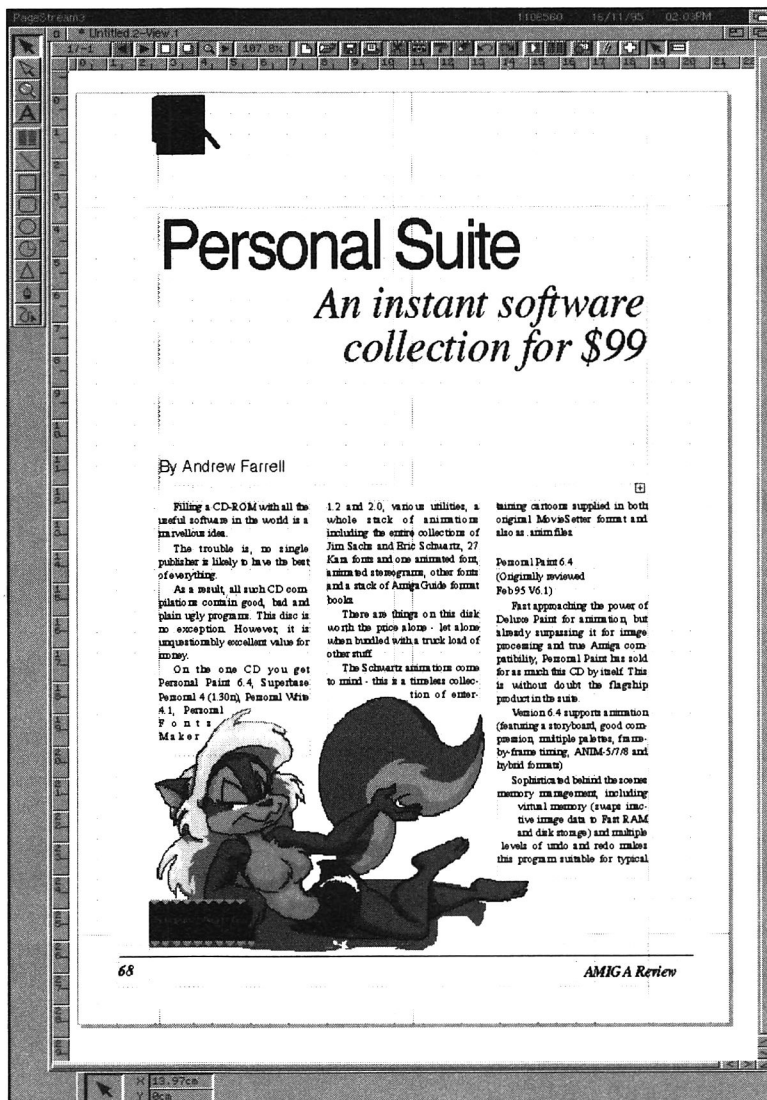 PageStream3 1108560 16/11/95 02:03PM
* Untitled.2-View.1
1/-1 107.8%
Personal Suite
An instant software
collection for $99
By Andrew Farrell
Filling a CD-ROM with all the
useful software in the world is a
marvellous idea.
The trouble is, no single
publisher is likely to have the best
of everything.
As a result, all such CD com
pilations contain good, bad and
plain ugly programs. This disc is
no exception. However, it is
unquestionably excellent value for
money.
On the one CD you get
Personal Paint 6.4, Superbase
Personal 4 (1.30n), Personal Write
4.1, Personal
Fonts
Maker
1.2 and 2.0, various utilities, a
whole stack of animations
including the entire collections of
Jim Sachs and Eric Schwartz, 27
Kara fonts and one animated font,
animated stereograms, other fonts
and a stack of AmigaGuide format
books.
There are things on this disk
worth the price alone - let alone
when bundled with a truck load of
other stuff.
The Schwartz animations come
to mind - this is a timeless collec-
tion of enter-
taining cartoons supplied in both
original MovieSetter format and
also as .anim files.
Personal Paint 6.4
(Originally reviewed
Feb 95 V6.1)
Fast approaching the power of
Deluxe Paint for animation, but
already surpassing it for image
processing and true Amiga com-
patibility, Personal Paint has sold
for as much this CD by itself. This
is without doubt the flagship
product in the suite.
Version 6.4 supports animation
(featuring a storyboard, good com-
pression, multiple palettes, frame-
by-frame timing, ANIM-5/7/8 and
hybrid formats)
Sophisticated behind the scenes
memory management, including
virtual memory (swaps inac-
tive image data to Fast RAM
and disk storage) and multiple
levels of undo and redo makes
this program suitable for typical
68 AMIGA Review
X 13.97cm
Y 0cm